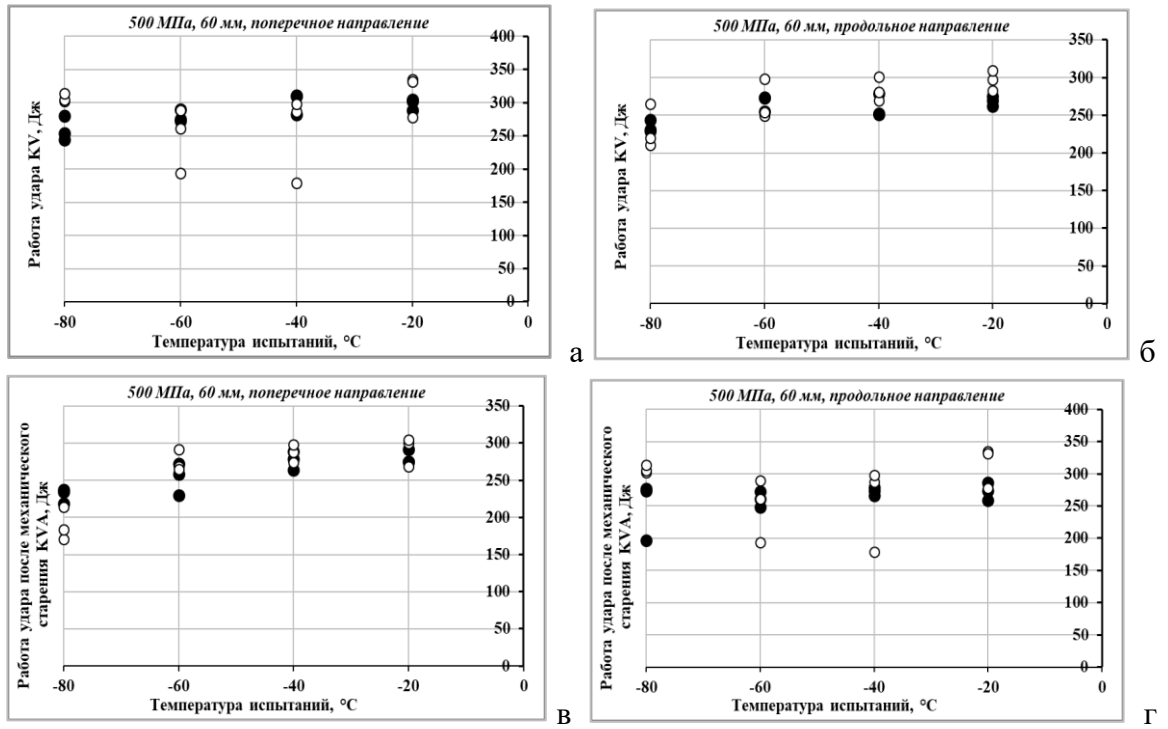 500 МПа, 60 мм, поперечное направление
Работа удара KV, Дж
400
350
300
250
200
150
100
50
0
-80 -60 -40 -20 0
Температура испытаний, °C
а
500 МПа, 60 мм, продольное направление
Работа удара KV, Дж
350
300
250
200
150
100
50
0
-80 -60 -40 -20 0
Температура испытаний, °C
б
500 МПа, 60 мм, поперечное направление
Работа удара после механического
старения KVA, Дж
350
300
250
200
150
100
50
0
-80 -60 -40 -20 0
Температура испытаний, °C
в
500 МПа, 60 мм, продольное направление
Работа удара после механического
старения KVA, Дж
400
350
300
250
200
150
100
50
0
-80 -60 -40 -20 0
Температура испытаний, °C
г